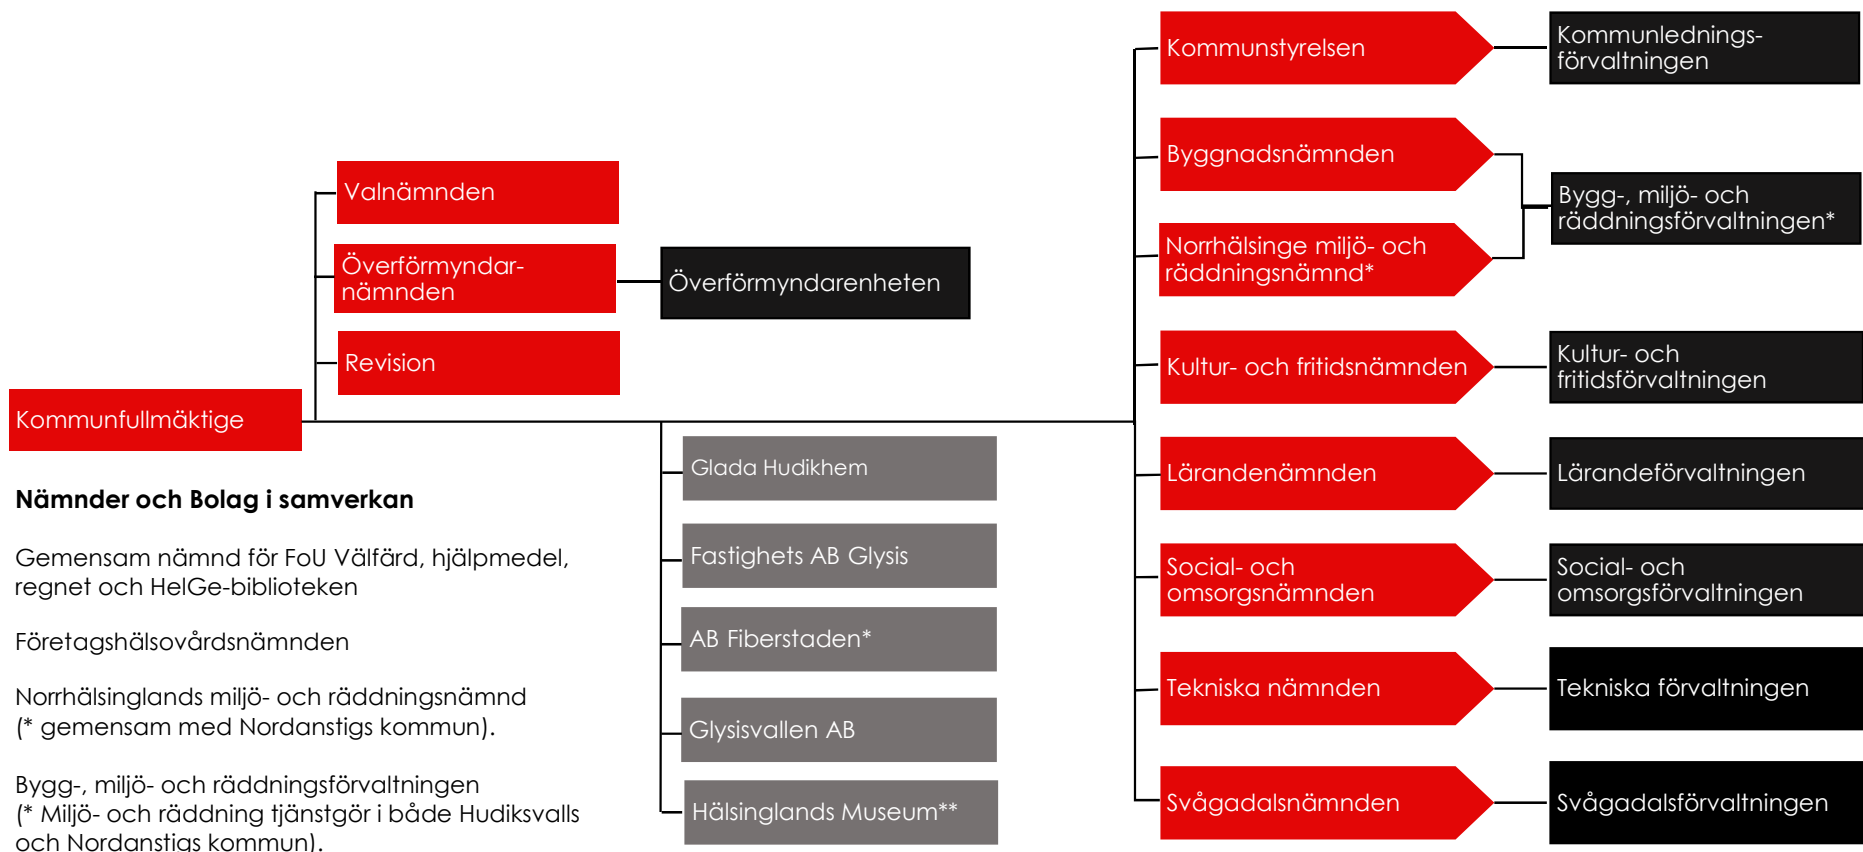 Kommunfullmäktige
Valnämnden
Överförmyndar-
nämnden
Revision
Överförmyndarenheten
Glada Hudikhem
Fastighets AB Glysis
AB Fiberstaden*
Glysisvallen AB
Hälsinglands Museum**
Kommunstyrelsen
Kommunlednings-
förvaltningen
Byggnadsnämnden
Norrhälsinge miljö- och
räddningsnämnd*
Bygg-, miljö- och
räddningsförvaltningen*
Kultur- och fritidsnämnden
Kultur- och
fritidsförvaltningen
Lärandenämnden
Lärandeförvaltningen
Social- och
omsorgsnämnden
Social- och
omsorgsförvaltningen
Tekniska nämnden
Tekniska förvaltningen
Svågadalsnämnden
Svågadalsförvaltningen
Nämnder och Bolag i samverkan
Gemensam nämnd för FoU Välfärd, hjälpmedel,
regnet och HelGe-biblioteken
Företagshälsovårdsnämnden
Norrhälsinglands miljö- och räddningsnämnd
(* gemensam med Nordanstigs kommun).
Bygg-, miljö- och räddningsförvaltningen
(* Miljö- och räddning tjänstgör i både Hudiksvalls
och Nordanstigs kommun).